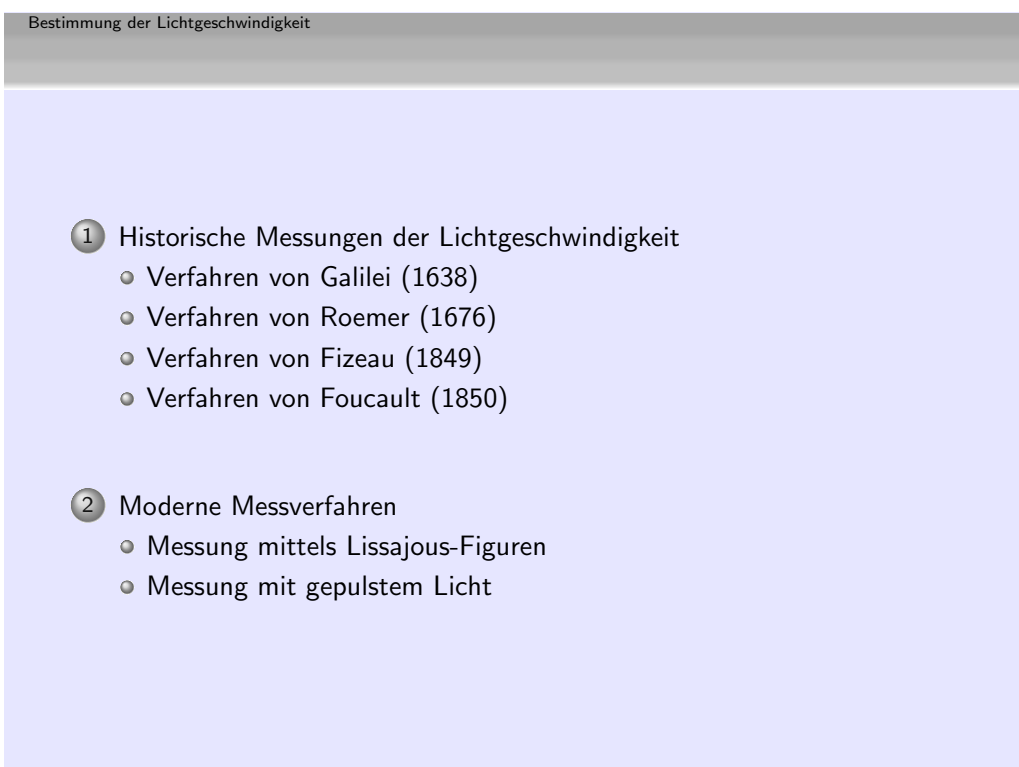 Bestimmung der Lichtgeschwindigkeit
1 Historische Messungen der Lichtgeschwindigkeit
Verfahren von Galilei (1638)
Verfahren von Roemer (1676)
Verfahren von Fizeau (1849)
Verfahren von Foucault (1850)
2 Moderne Messverfahren
Messung mittels Lissajous-Figuren
Messung mit gepulstem Licht